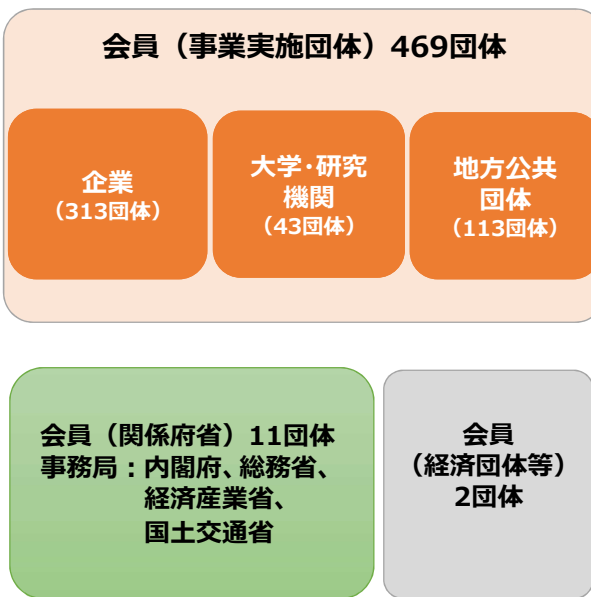 会員（事業実施団体）469団体
企業
（313団体）
大学・研究
機関
（43団体）
地方公共
団体
（113団体）
会員（関係府省）11団体
事務局：内閣府、総務省、
経済産業省、
国土交通省
会員
（経済団体等）
2団体